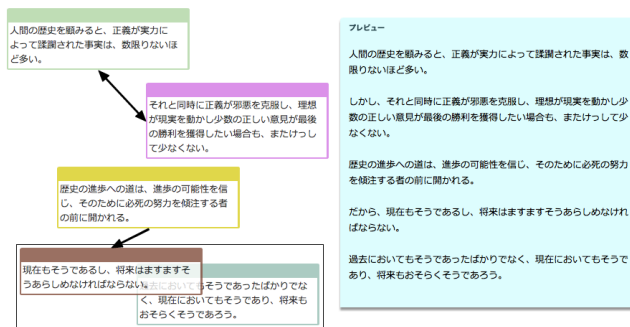 人間の歴史を顧みると、正義が実力に
よって蹂躙された事実は、数限りないほ
ど多い。
それと同時に正義が邪悪を克服し、理想
が現実を動かし少数の正しい意見が最後
の勝利を獲得したい場合も、またけっし
て少なくない。
歴史の進歩への道は、進歩の可能性を信
じ、そのために必死の努力を傾注する者
の前に開かれる。
現在もそうであるし、将来はますますそ
うあらしめなければならない。
過去においてもそうであったばかりでな
く、現在においてもそうであり、将来も
おそらくそうであろう。
プレビュー
人間の歴史を顧みると、正義が実力によって蹂躙された事実は、数
限りないほど多い。
しかし、それと同時に正義が邪悪を克服し、理想が現実を動かし少
数の正しい意見が最後の勝利を獲得したい場合も、またけっして少
なくない。
歴史の進歩への道は、進歩の可能性を信じ、そのために必死の努力
を傾注する者の前に開かれる。
だから、現在もそうであるし、将来はますますそうあらしめなけれ
ばならない。
過去においてもそうであったばかりでなく、現在においてもそうで
あり、将来もおそらくそうであろう。